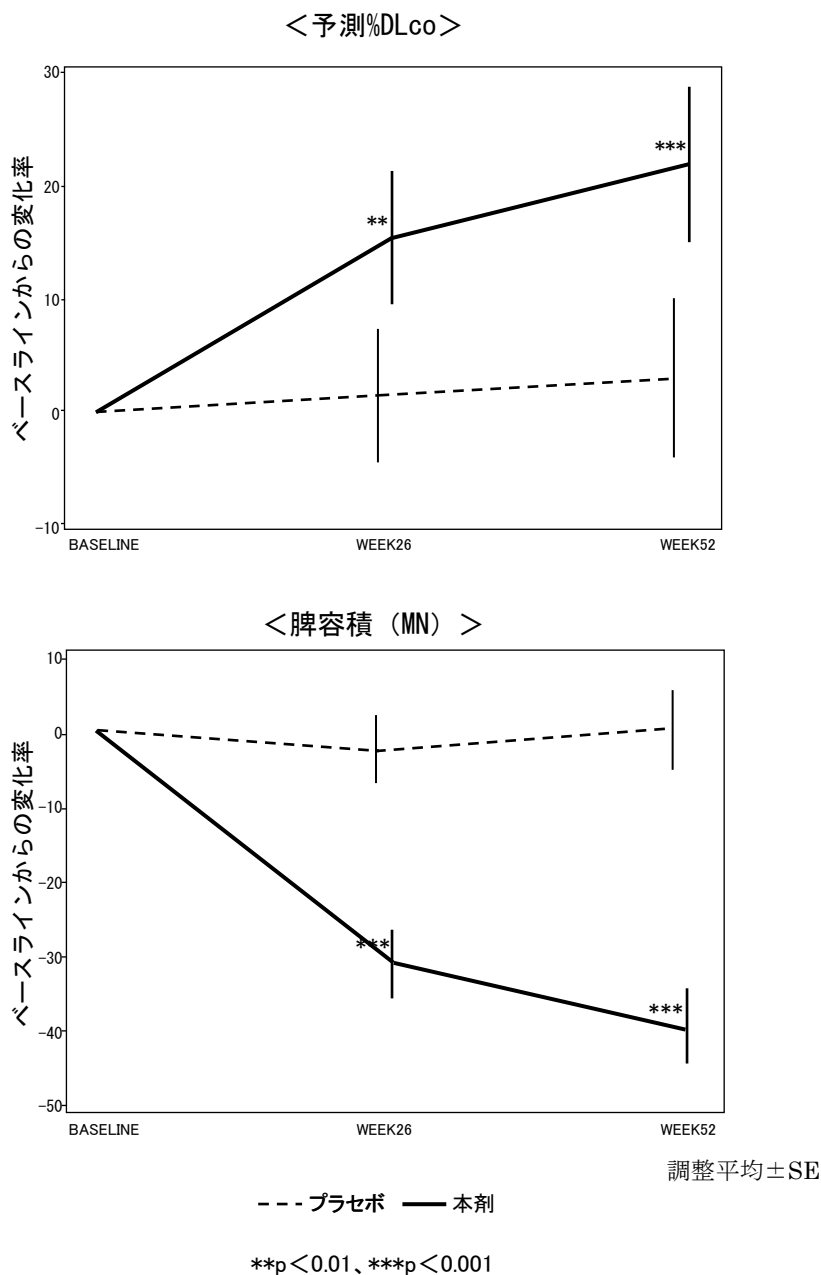 ＜予測%DLco＞
ベースラインからの変化率
30
20
10
0
-10
**
***
BASELINE
WEEK26
WEEK52
＜脾容積（MN）＞
ベースラインからの変化率
10
0
-10
-20
-30
-40
-50
***
***
BASELINE
WEEK26
WEEK52
調整平均±SE
プラセボ 本剤
**p＜0.01、***p＜0.001